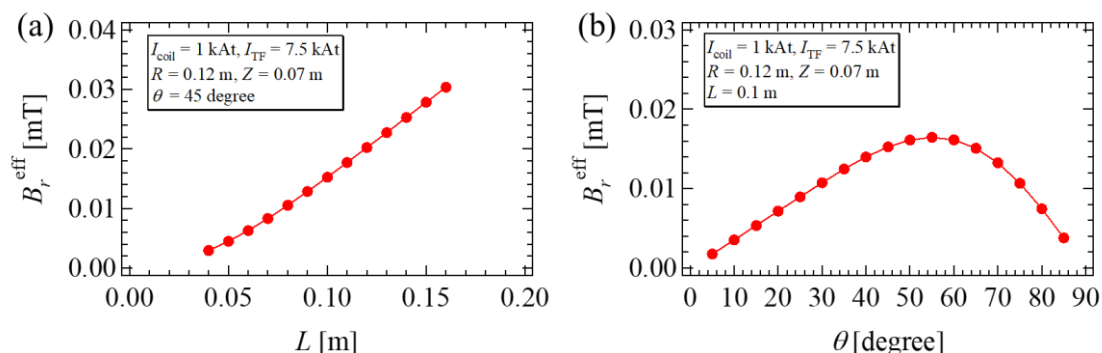 (a)
0.04
0.03
0.02
0.01
0.00
B_r^eff [mT]
I_coil = 1 kAt, I_TF = 7.5 kAt
R = 0.12 m, Z = 0.07 m
θ = 45 degree
0.00 0.05 0.10 0.15 0.20
L [m]
(b)
0.03
0.02
0.01
0.00
B_r^eff [mT]
I_coil = 1 kAt, I_TF = 7.5 kAt
R = 0.12 m, Z = 0.07 m
L = 0.1 m
0 10 20 30 40 50 60 70 80 90
θ [degree]